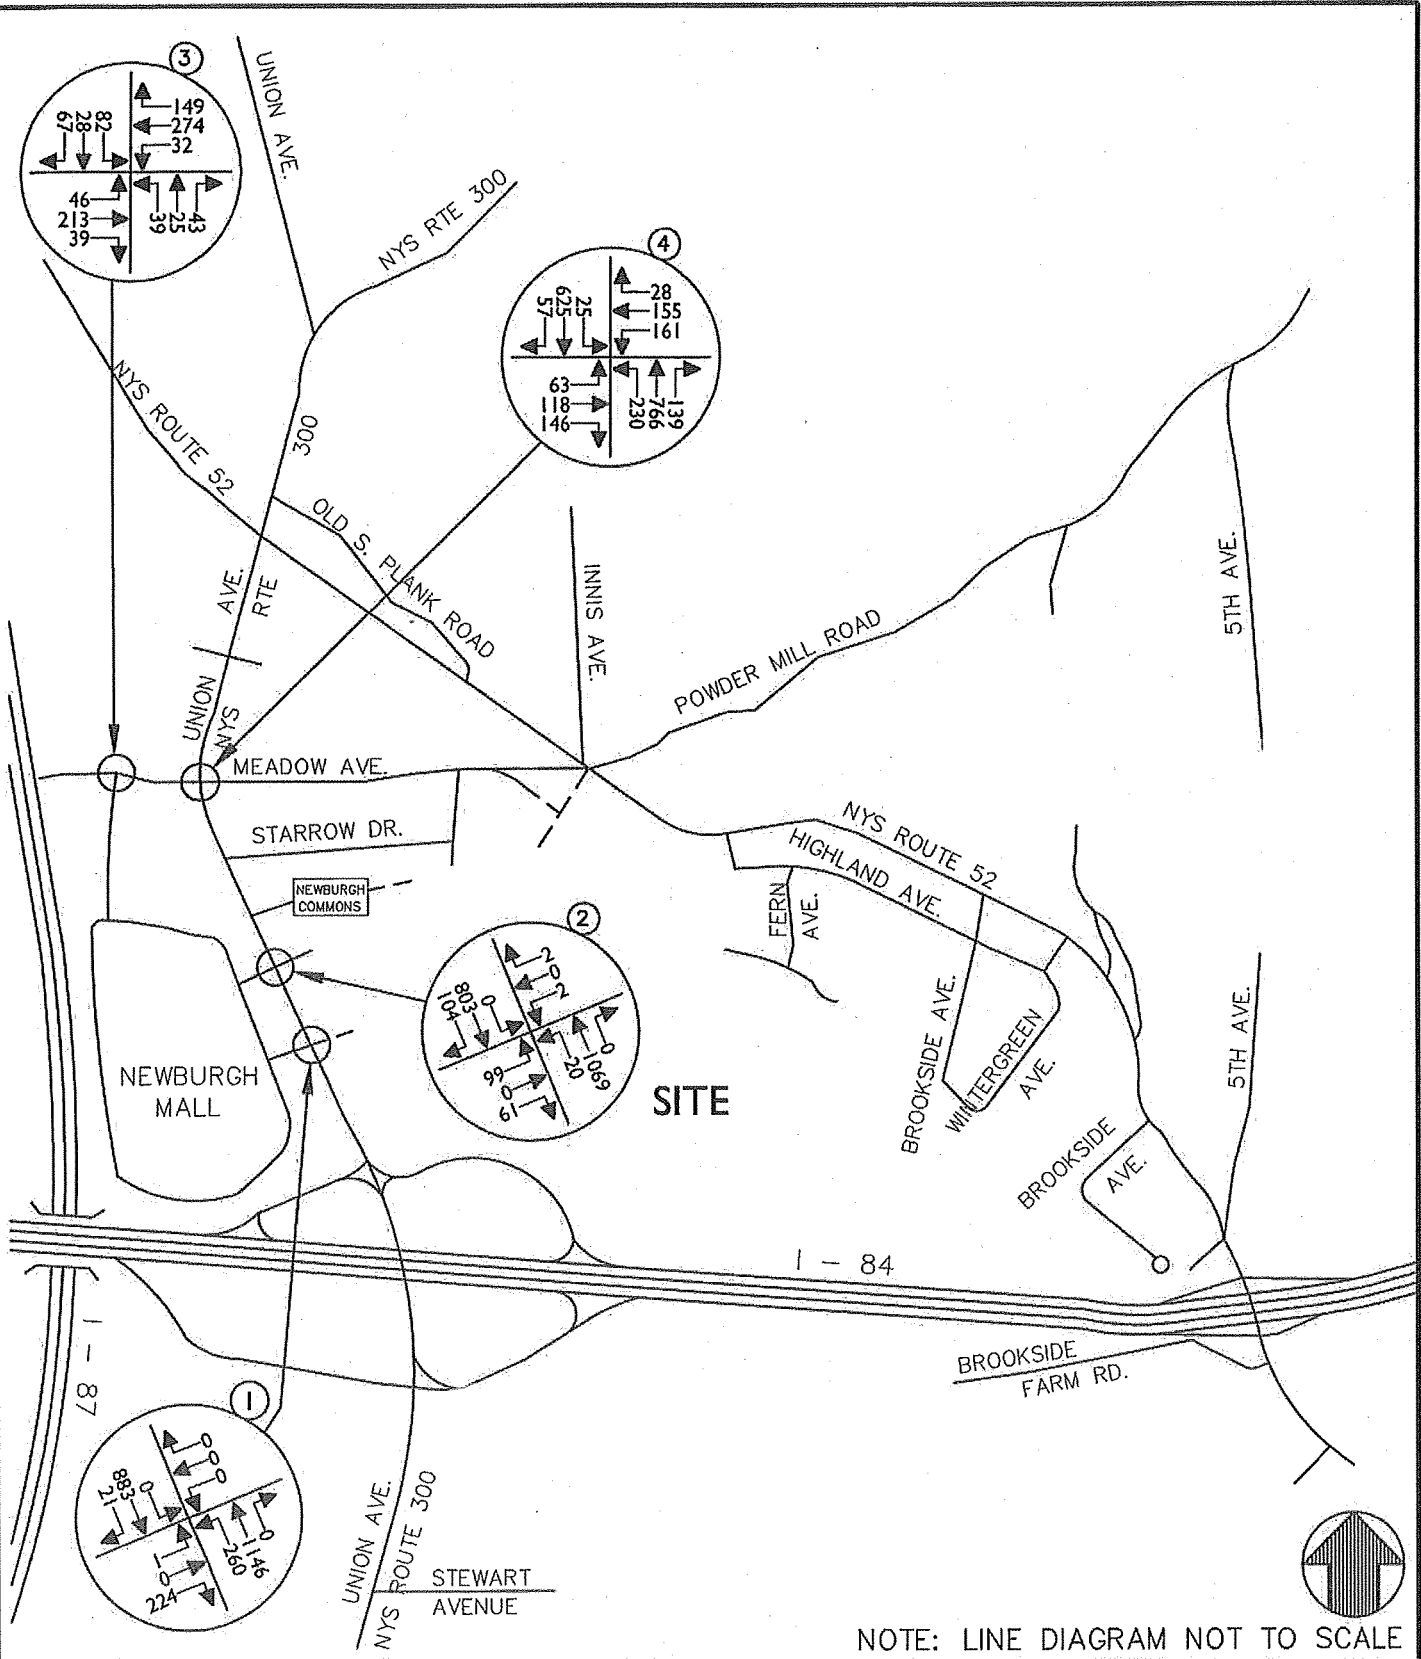 3
149
274
32
82
28
67
46
213
39
39
25
43
UNION AVE.
NYS RTE 300
4
28
155
161
25
625
57
63
118
146
230
766
139
NYS ROUTE 52
300
OLD S. PLANK ROAD
AVE.
RTE
UNION
NYS
INNIS AVE.
POWDER MILL ROAD
5TH AVE.
MEADOW AVE.
STARROW DR.
NEWBURGH
COMMONS
NYS ROUTE 52
HIGHLAND AVE.
FERN
AVE.
2
2
0
2
0
803
104
99
0
61
20
1069
0
SITE
NEWBURGH
MALL
BROOKSIDE AVE.
WINTERGREEN
AVE.
5TH AVE.
BROOKSIDE
AVE.
I - 84
I - 87
BROOKSIDE
FARM RD.
1
0
0
0
0
883
21
1
0
224
260
1146
0
UNION AVE.
NYS ROUTE 300
STEWART
AVENUE
NOTE: LINE DIAGRAM NOT TO SCALE